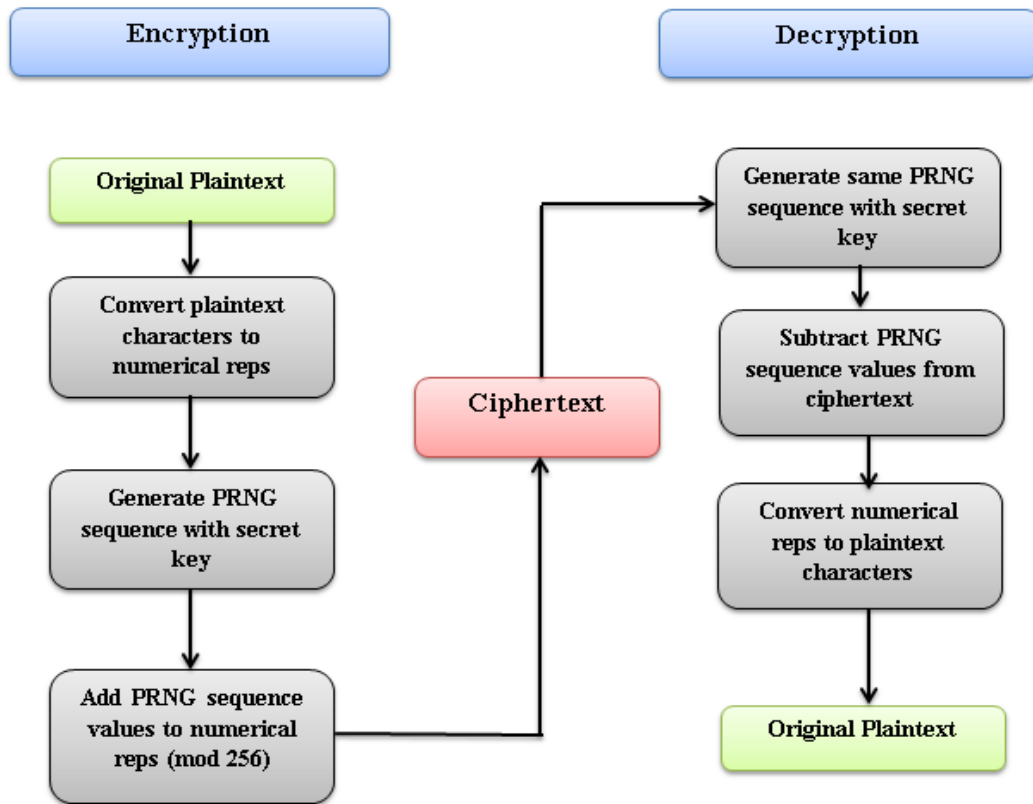 Encryption
Original Plaintext
Convert plaintext
characters to
numerical reps
Generate PRNG
sequence with secret
key
Add PRNG sequence
values to numerical
reps (mod 256)
Ciphertext
Decryption
Generate same PRNG
sequence with secret
key
Subtract PRNG
sequence values from
ciphertext
Convert numerical
reps to plaintext
characters
Original Plaintext